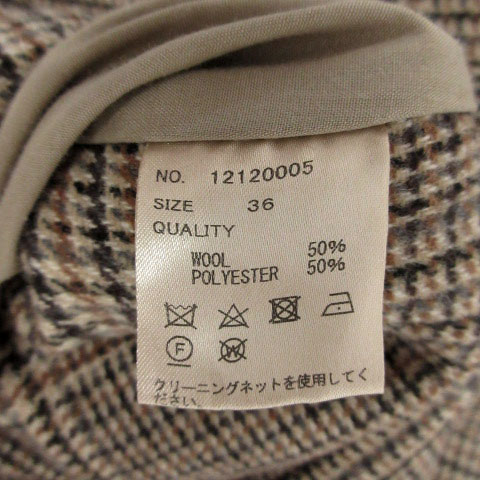 NO. 12120005
SIZE 36
QUALITY
WOOL 50%
POLYESTER 50%
F W
クリーニングネットを使用してく
ださい。